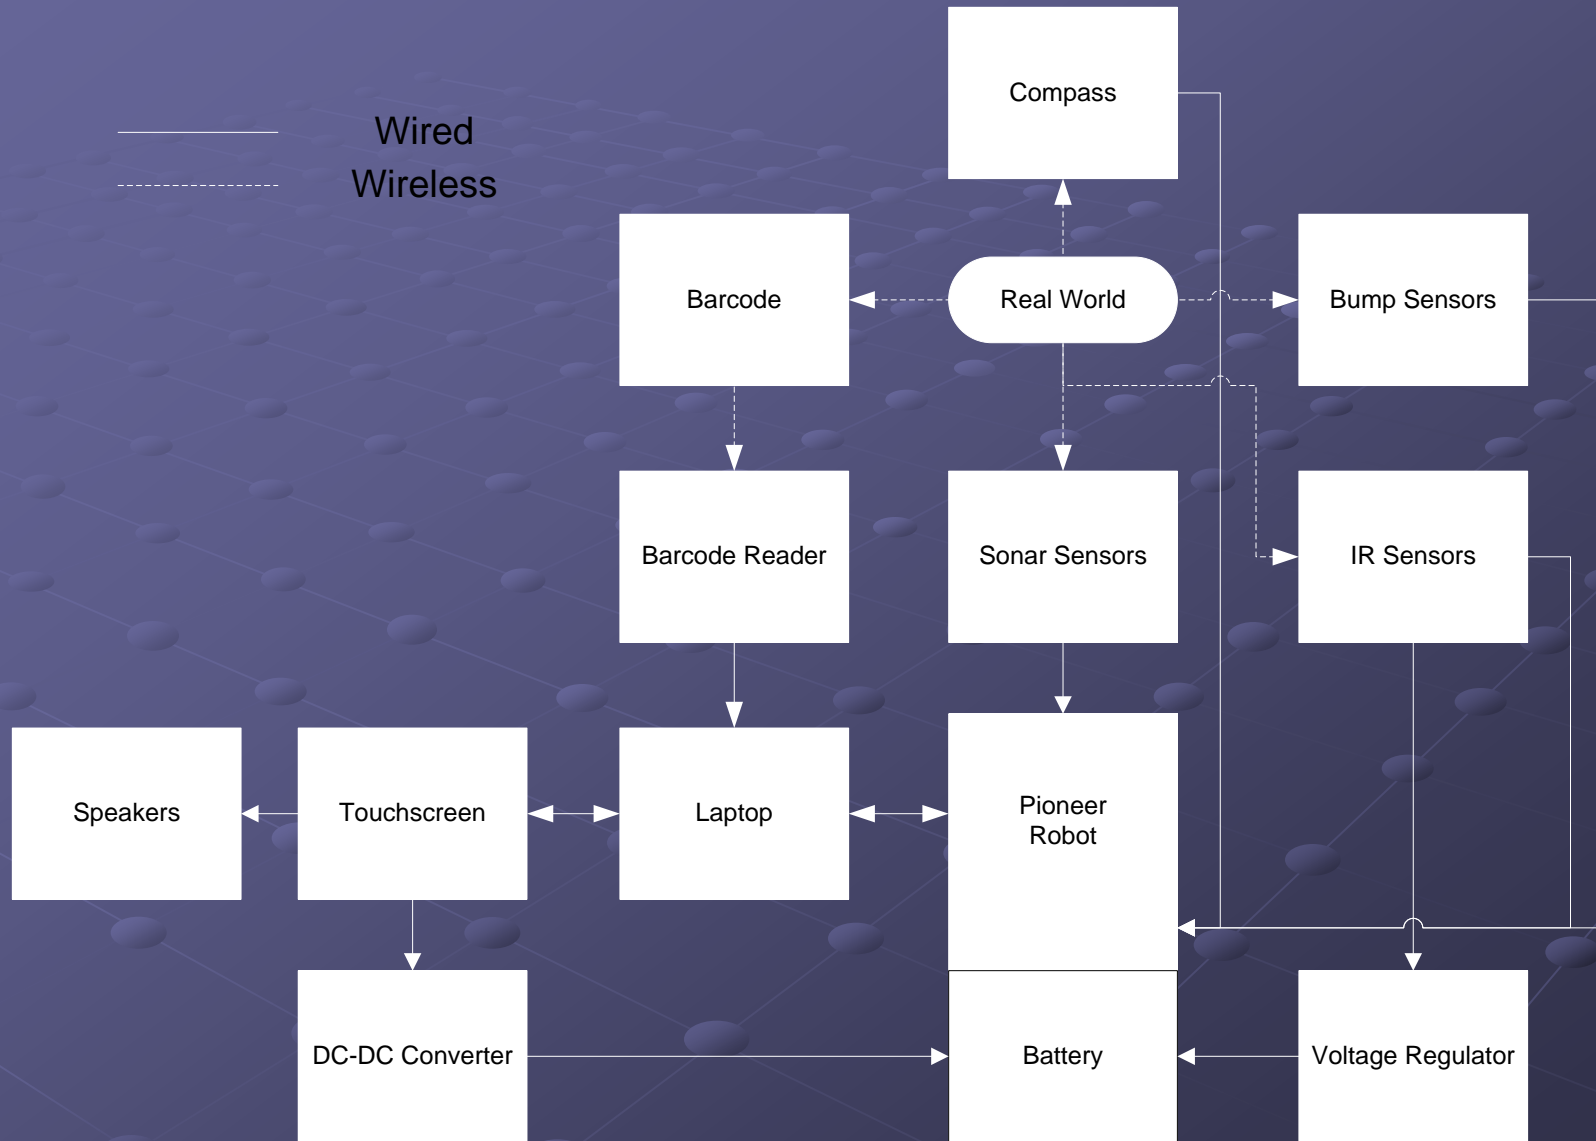 Compass
Wired
Wireless
Barcode
Real World
Bump Sensors
Barcode Reader
Sonar Sensors
IR Sensors
Speakers
Touchscreen
Laptop
Pioneer
Robot
DC-DC Converter
Battery
Voltage Regulator